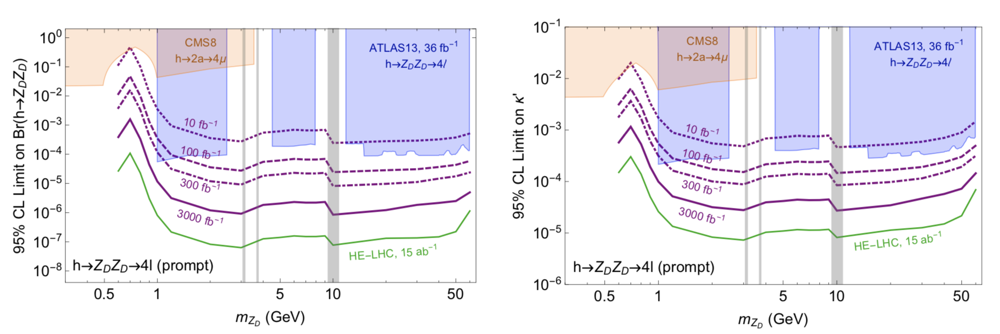 95% CL Limit on Br(h→Z_DZ_D)
10⁰
10⁻¹
10⁻²
10⁻³
10⁻⁴
10⁻⁵
10⁻⁶
10⁻⁷
10⁻⁸
CMS8
h→2a→4μ
ATLAS13, 36 fb⁻¹
h→Z_DZ_D→4l
10 fb⁻¹
100 fb⁻¹
300 fb⁻¹
3000 fb⁻¹
HE–LHC, 15 ab⁻¹
h→Z_DZ_D→4l (prompt)
0.5 1 5 10 50
m_{Z_D} (GeV)
95% CL Limit on κ'
10⁻¹
10⁻²
10⁻³
10⁻⁴
10⁻⁵
10⁻⁶
CMS8
h→2a→4μ
ATLAS13, 36 fb⁻¹
h→Z_DZ_D→4l
10 fb⁻¹
100 fb⁻¹
300 fb⁻¹
3000 fb⁻¹
HE–LHC, 15 ab⁻¹
h→Z_DZ_D→4l (prompt)
0.5 1 5 10 50
m_{Z_D} (GeV)